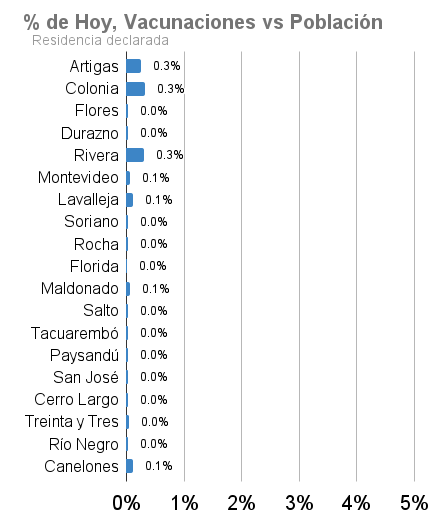 % de Hoy, Vacunaciones vs Población
Residencia declarada
Artigas 0.3%
Colonia 0.3%
Flores 0.0%
Durazno 0.0%
Rivera 0.3%
Montevideo 0.1%
Lavalleja 0.1%
Soriano 0.0%
Rocha 0.0%
Florida 0.0%
Maldonado 0.1%
Salto 0.0%
Tacuarembó 0.0%
Paysandú 0.0%
San José 0.0%
Cerro Largo 0.0%
Treinta y Tres 0.0%
Río Negro 0.0%
Canelones 0.1%
0% 1% 2% 3% 4% 5%